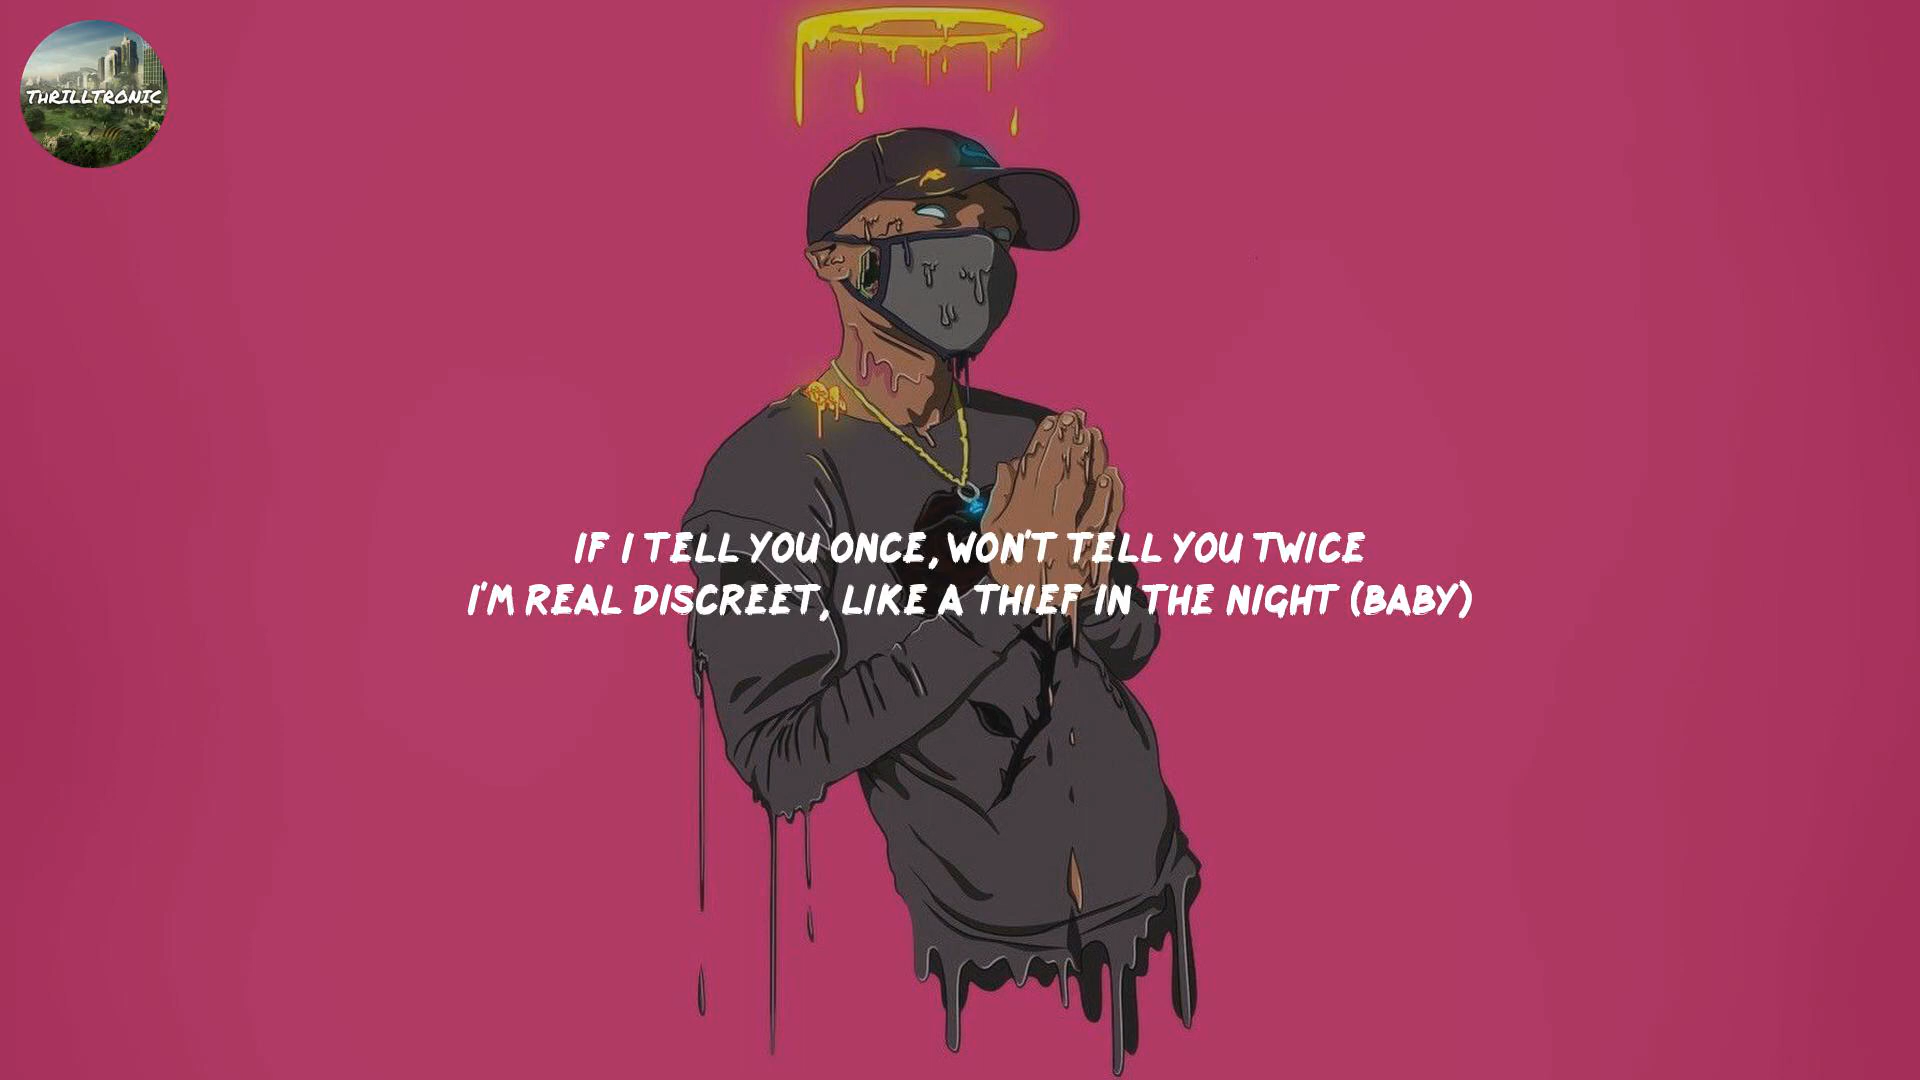 THRILLTRONIC
IF I TELL YOU ONCE, WON'T TELL YOU TWICE
I'M REAL DISCREET, LIKE A THIEF IN THE NIGHT (BABY)